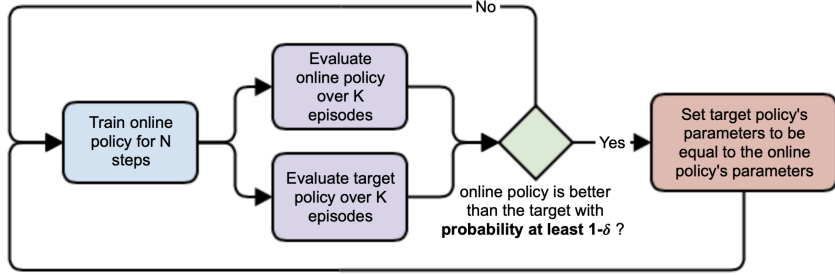 No
Train online
policy for N
steps
Evaluate
online policy
over K
episodes
Evaluate target
policy over K
episodes
online policy is better
than the target with
probability at least 1-δ ?
Yes
Set target policy's
parameters to be
equal to the online
policy's parameters